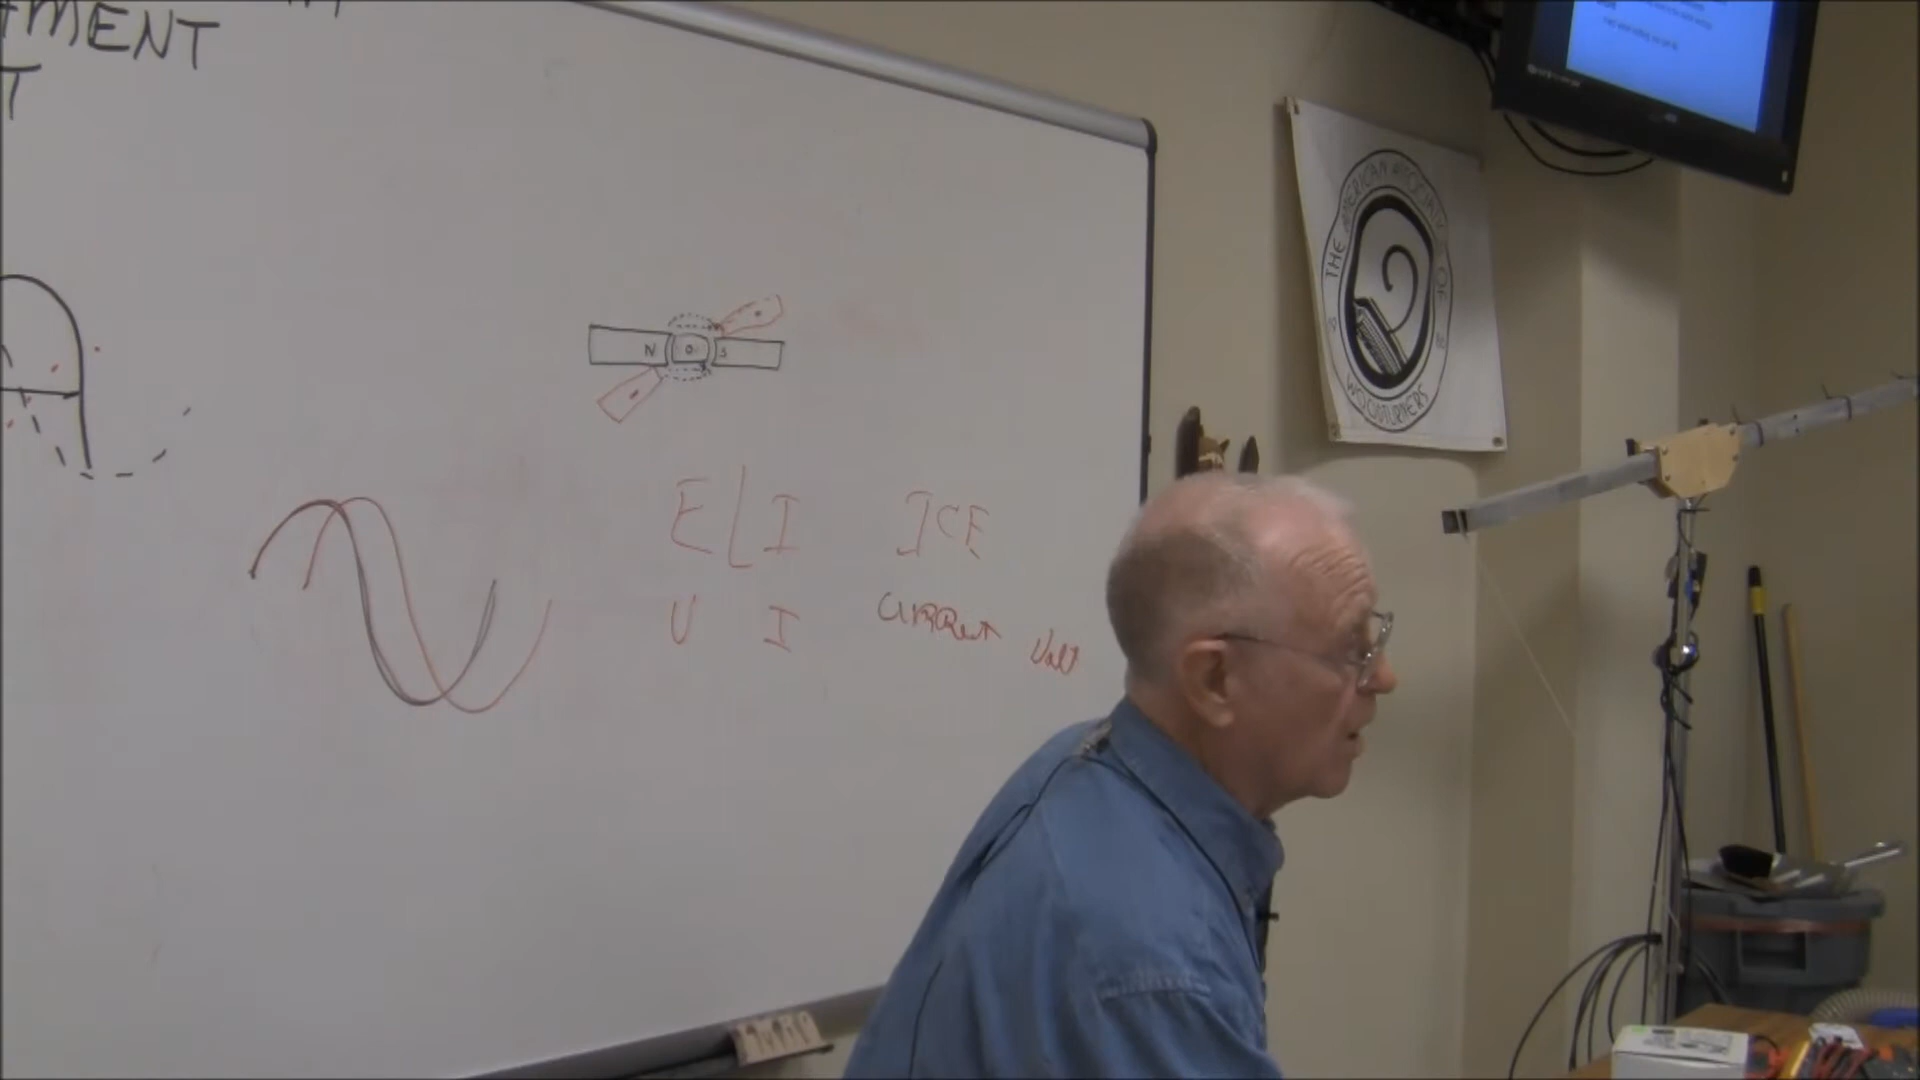 MENT
T
N S
ELI ICE
V I CURRENT Volt
THE AMERICAN ASSOCIATION OF
WOODTURNERS